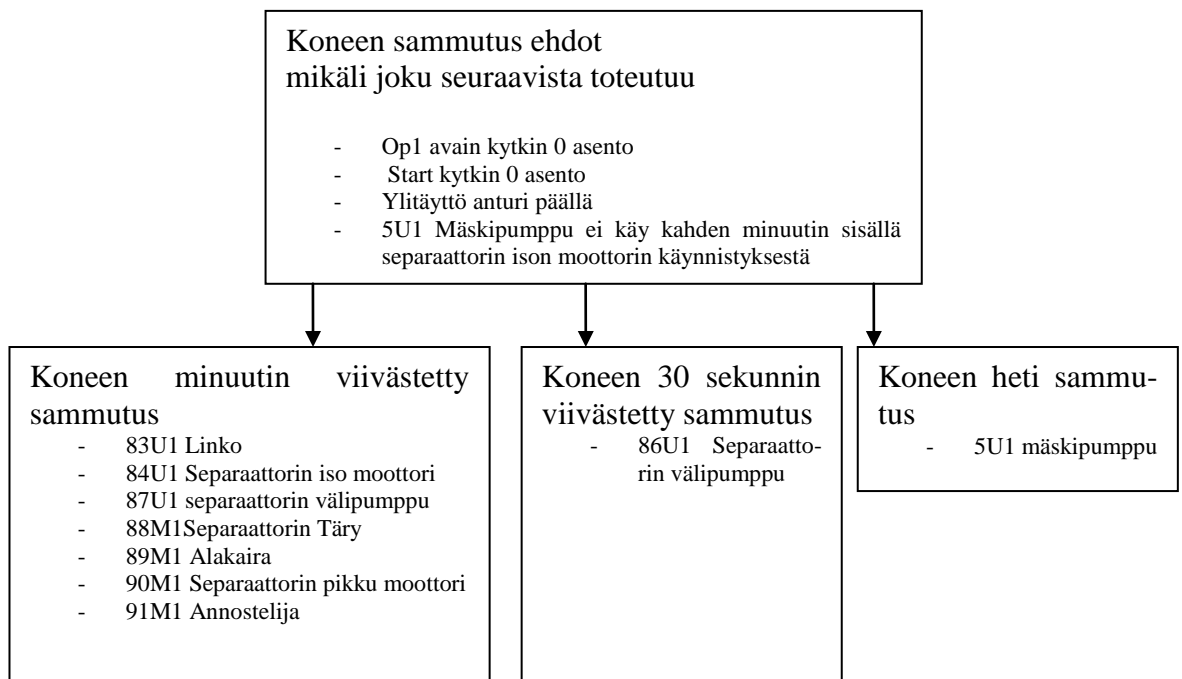 Koneen sammutus ehdot
mikäli joku seuraavista toteutuu
- Op1 avain kytkin 0 asento
- Start kytkin 0 asento
- Ylitäyttö anturi päällä
- 5U1 Mäskipumppu ei käy kahden minuutin sisällä
separaattorin ison moottorin käynnistyksestä
Koneen minuutin viivästetty
sammutus
- 83U1 Linko
- 84U1 Separaattorin iso moottori
- 87U1 separaattorin välipumppu
- 88M1Separaattorin Täry
- 89M1 Alakaira
- 90M1 Separaattorin pikku moottori
- 91M1 Annostelija
Koneen 30 sekunnin
viivästetty sammutus
- 86U1 Separaatto-
rin välipumppu
Koneen heti sammu-
tus
- 5U1 mäskipumppu